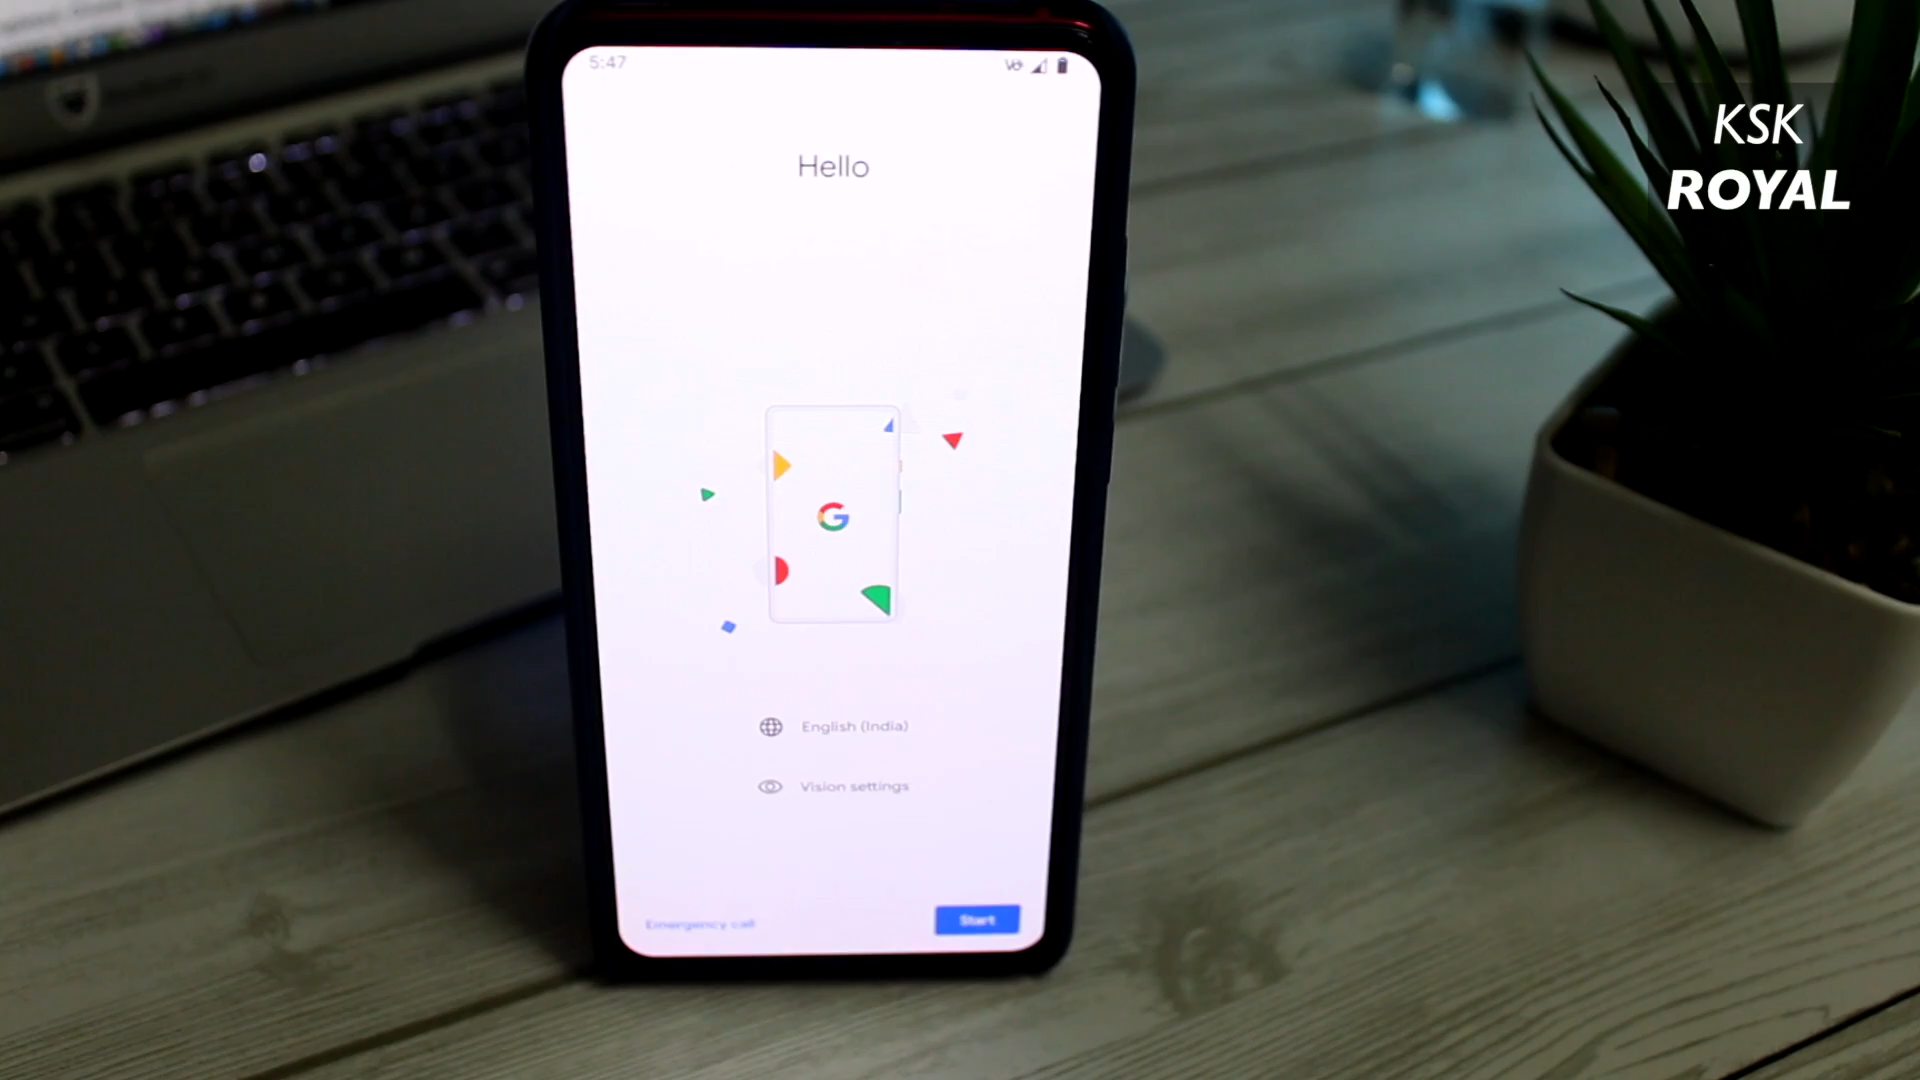 5:47
KSK
ROYAL
Hello
G
English (India)
Vision settings
Emergency call
Start